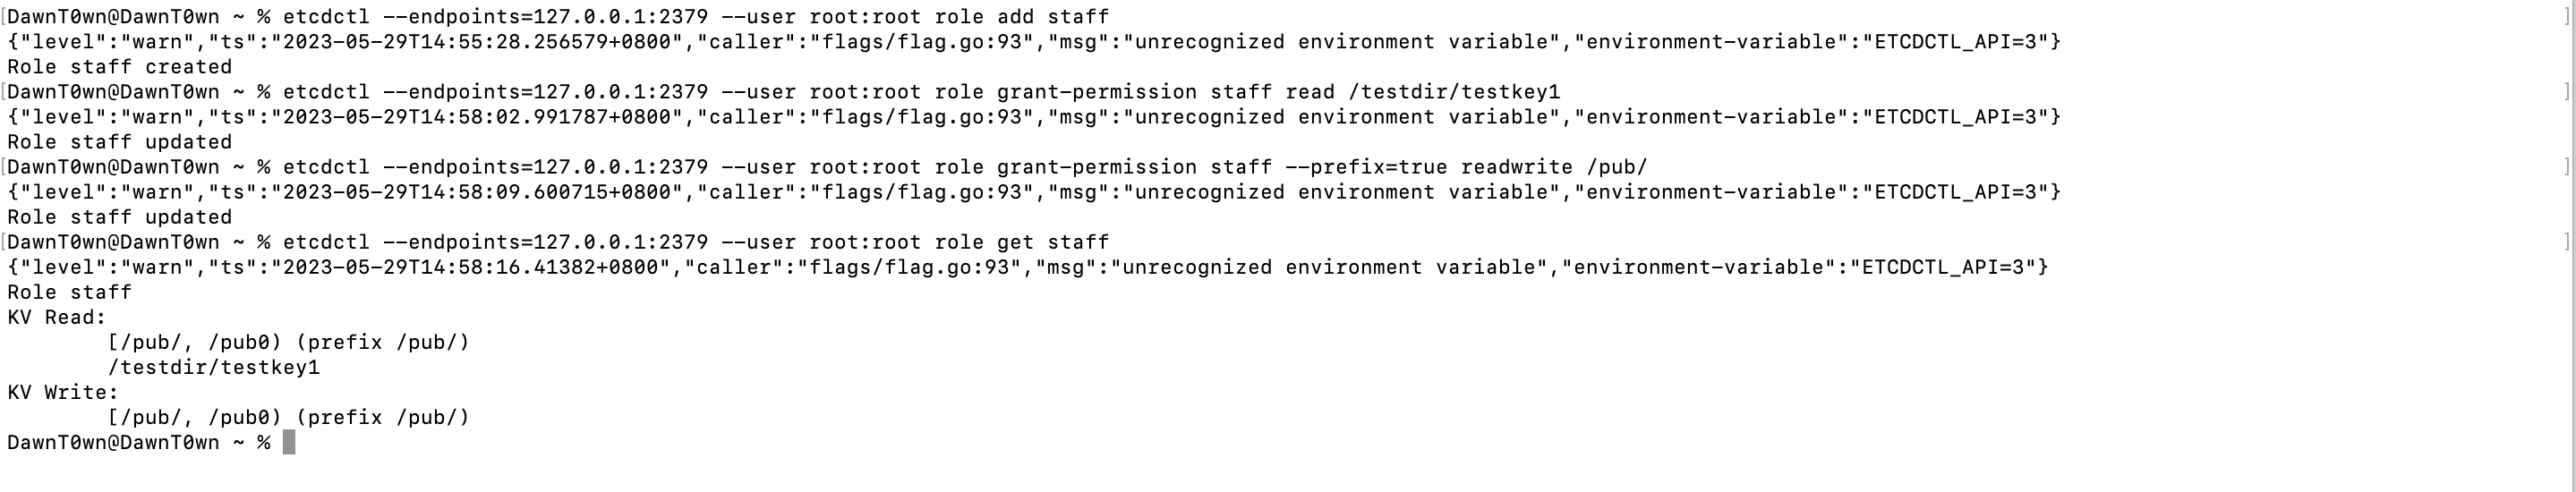 [DawnT0wn@DawnT0wn ~ % etcdctl --endpoints=127.0.0.1:2379 --user root:root role add staff ]
{"level":"warn","ts":"2023-05-29T14:55:28.256579+0800","caller":"flags/flag.go:93","msg":"unrecognized environment variable","environment-variable":"ETCDCTL_API=3"}
Role staff created
[DawnT0wn@DawnT0wn ~ % etcdctl --endpoints=127.0.0.1:2379 --user root:root role grant-permission staff read /testdir/testkey1 ]
{"level":"warn","ts":"2023-05-29T14:58:02.991787+0800","caller":"flags/flag.go:93","msg":"unrecognized environment variable","environment-variable":"ETCDCTL_API=3"}
Role staff updated
[DawnT0wn@DawnT0wn ~ % etcdctl --endpoints=127.0.0.1:2379 --user root:root role grant-permission staff --prefix=true readwrite /pub/ ]
{"level":"warn","ts":"2023-05-29T14:58:09.600715+0800","caller":"flags/flag.go:93","msg":"unrecognized environment variable","environment-variable":"ETCDCTL_API=3"}
Role staff updated
[DawnT0wn@DawnT0wn ~ % etcdctl --endpoints=127.0.0.1:2379 --user root:root role get staff ]
{"level":"warn","ts":"2023-05-29T14:58:16.41382+0800","caller":"flags/flag.go:93","msg":"unrecognized environment variable","environment-variable":"ETCDCTL_API=3"}
Role staff
KV Read:
	[/pub/, /pub0) (prefix /pub/)
	/testdir/testkey1
KV Write:
	[/pub/, /pub0) (prefix /pub/)
DawnT0wn@DawnT0wn ~ %